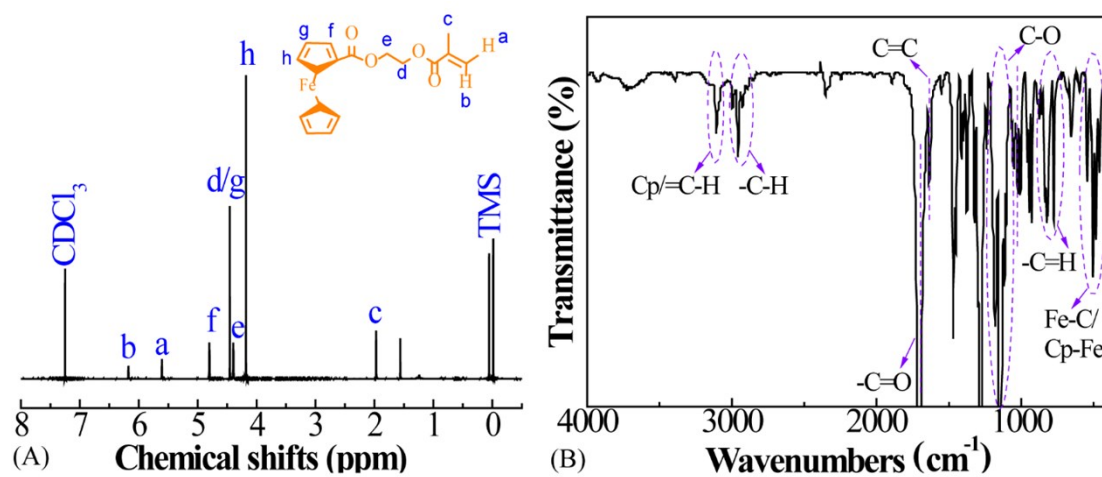 g
f
h
O
O
e
d
O
O
c
H
a
H
b
Fe
CDCl3
b
a
f
d/g
e
h
c
TMS
8 7 6 5 4 3 2 1 0
(A)
Chemical shifts (ppm)
Transmittance (%)
C=C
C-O
Cp/=C-H
-C-H
-C=H
Fe-C/
Cp-Fe
-C=O
4000 3000 2000 1000
(B)
Wavenumbers (cm-1)